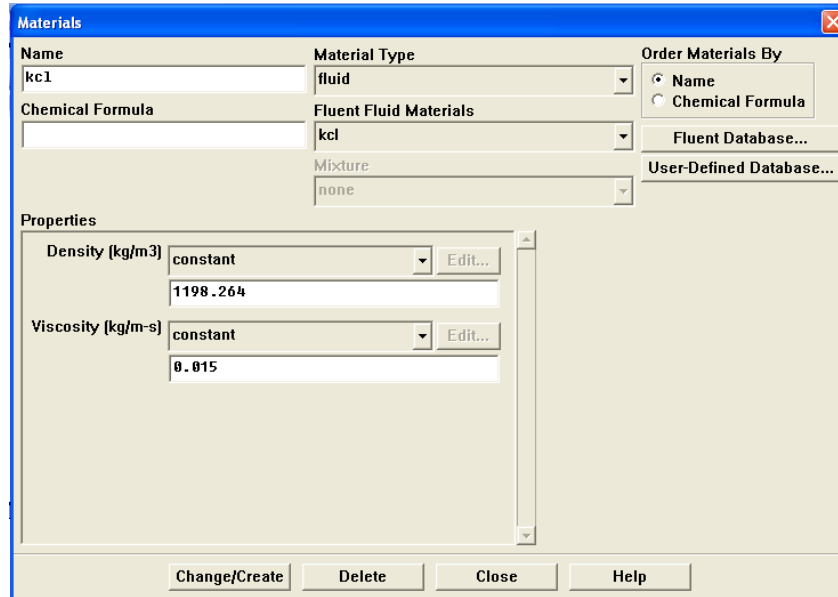 Materials
Name
kcl
Chemical Formula
Material Type
fluid
Fluent Fluid Materials
kcl
Mixture
none
Order Materials By
Name
Chemical Formula
Fluent Database...
User-Defined Database...
Properties
Density (kg/m3) constant Edit...
1198.264
Viscosity (kg/m-s) constant Edit...
0.015
Change/Create Delete Close Help